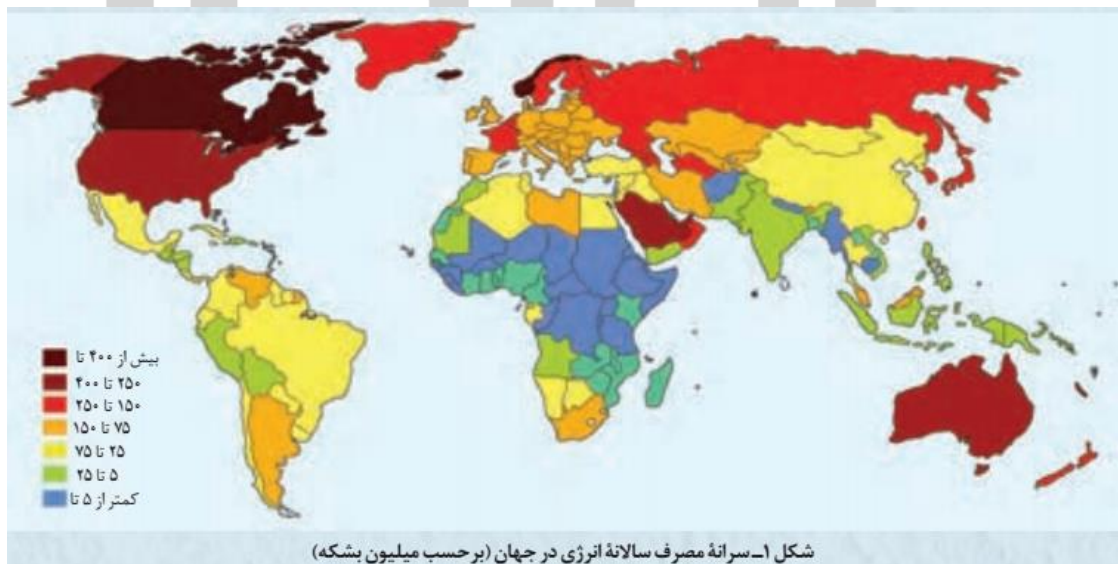 بیش از ۴۰۰ تا
۲۵۰ تا ۴۰۰
۱۵۰ تا ۲۵۰
۷۵ تا ۱۵۰
۲۵ تا ۷۵
۵ تا ۲۵
کمتر از ۵ تا
شکل ۱ــ سرانهٔ مصرف سالانهٔ انرژی در جهان (برحسب میلیون بشکه)